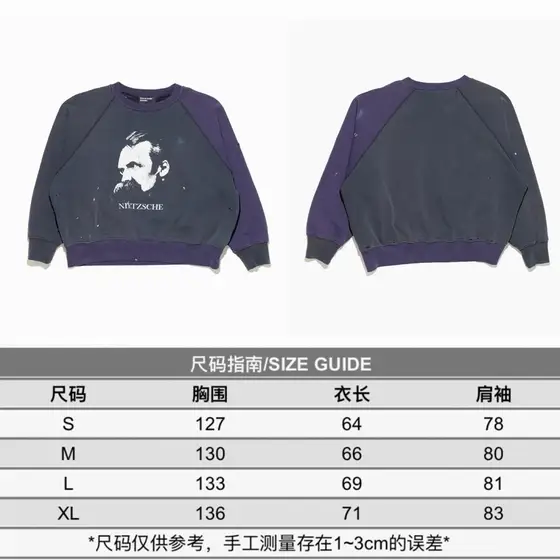 NIETZSCHE
尺码指南/SIZE GUIDE
尺码 胸围 衣长 肩袖
S 127 64 78
M 130 66 80
L 133 69 81
XL 136 71 83
*尺码仅供参考，手工测量存在1~3cm的误差*